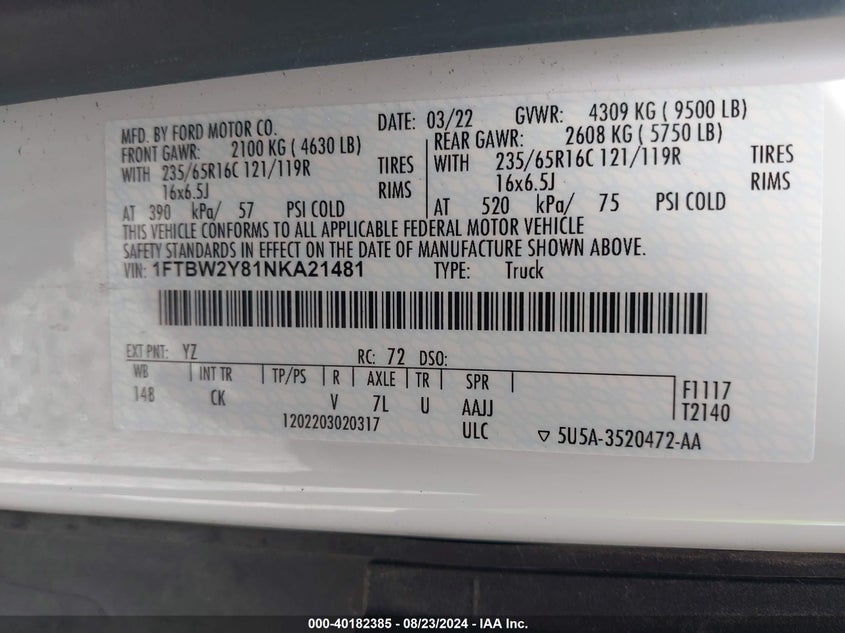 MFD. BY FORD MOTOR CO. DATE: 03/22 GVWR: 4309 KG ( 9500 LB)
FRONT GAWR: 2100 KG ( 4630 LB) REAR GAWR: 2608 KG ( 5750 LB)
WITH 235/65R16C 121/119R TIRES WITH 235/65R16C 121/119R TIRES
16x6.5J RIMS 16x6.5J RIMS
AT 390 kPa/ 57 PSI COLD AT 520 kPa/ 75 PSI COLD
THIS VEHICLE CONFORMS TO ALL APPLICABLE FEDERAL MOTOR VEHICLE
SAFETY STANDARDS IN EFFECT ON THE DATE OF MANUFACTURE SHOWN ABOVE.
VIN: 1FTBW2Y81NKA21481 TYPE: Truck
EXT PNT: YZ RC: 72 DSO:
WB INT TR TP/PS R AXLE TR SPR F1117
148 CK V 7L U AAJJ T2140
1202203020317 ULC ▽ 5U5A-3520472-AA
000-40182385 - 08/23/2024 - IAA Inc.